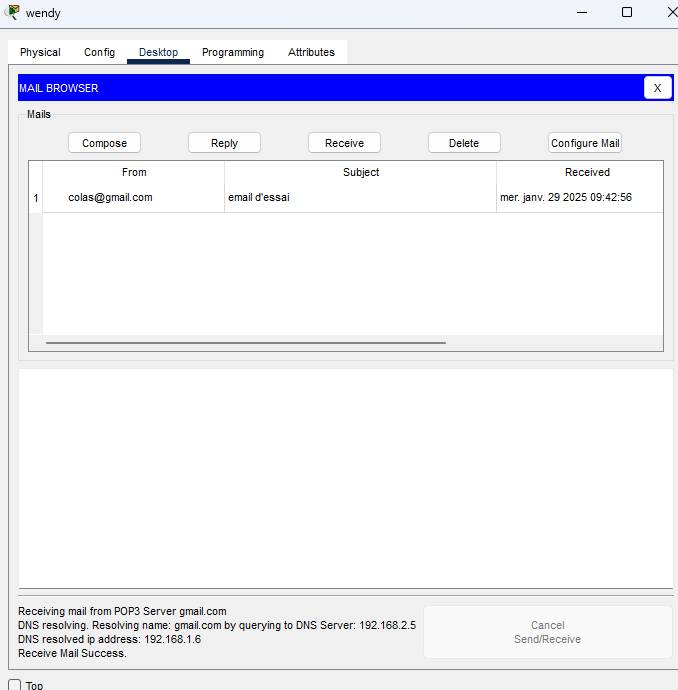 wendy
Physical Config Desktop Programming Attributes
MAIL BROWSER X
Mails
Compose Reply Receive Delete Configure Mail
From Subject Received
1 colas@gmail.com email d'essai mer. janv. 29 2025 09:42:56
Receiving mail from POP3 Server gmail.com
DNS resolving. Resolving name: gmail.com by querying to DNS Server: 192.168.2.5
DNS resolved ip address: 192.168.1.6
Receive Mail Success.
Cancel
Send/Receive
Top